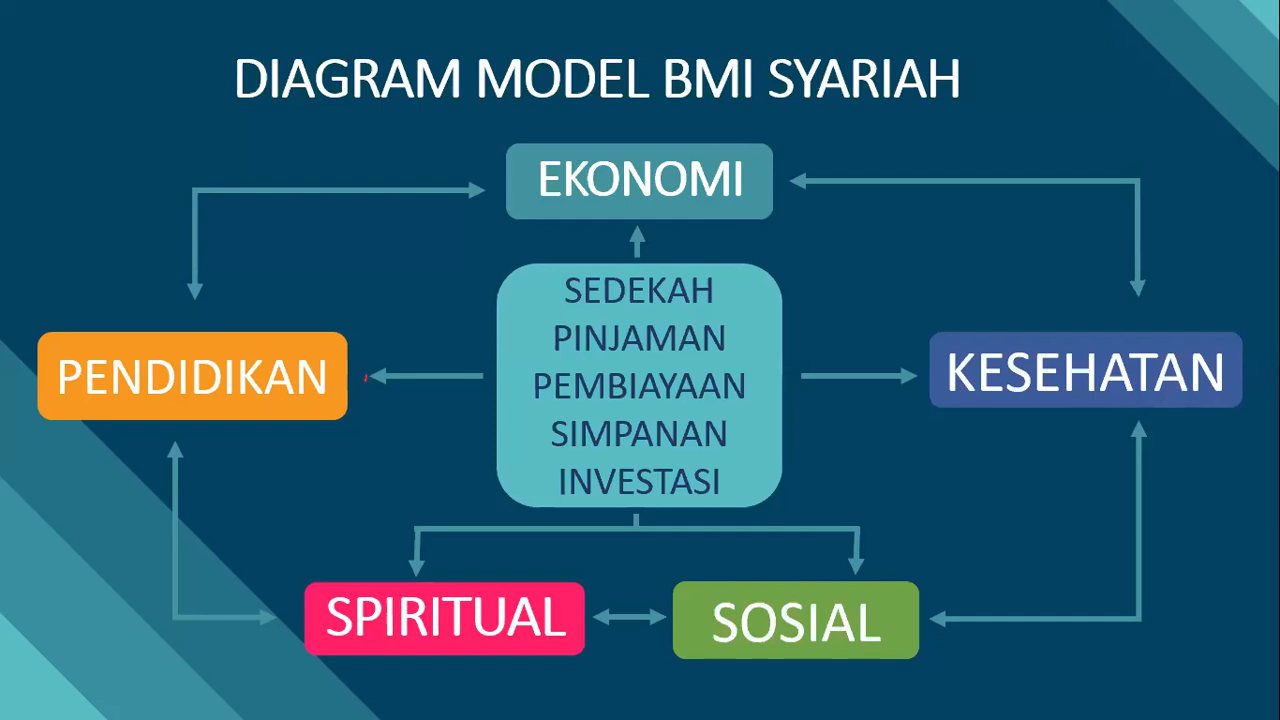 DIAGRAM MODEL BMI SYARIAH
EKONOMI
SEDEKAH
PINJAMAN
PEMBIAYAAN
SIMPANAN
INVESTASI
PENDIDIKAN
KESEHATAN
SPIRITUAL
SOSIAL